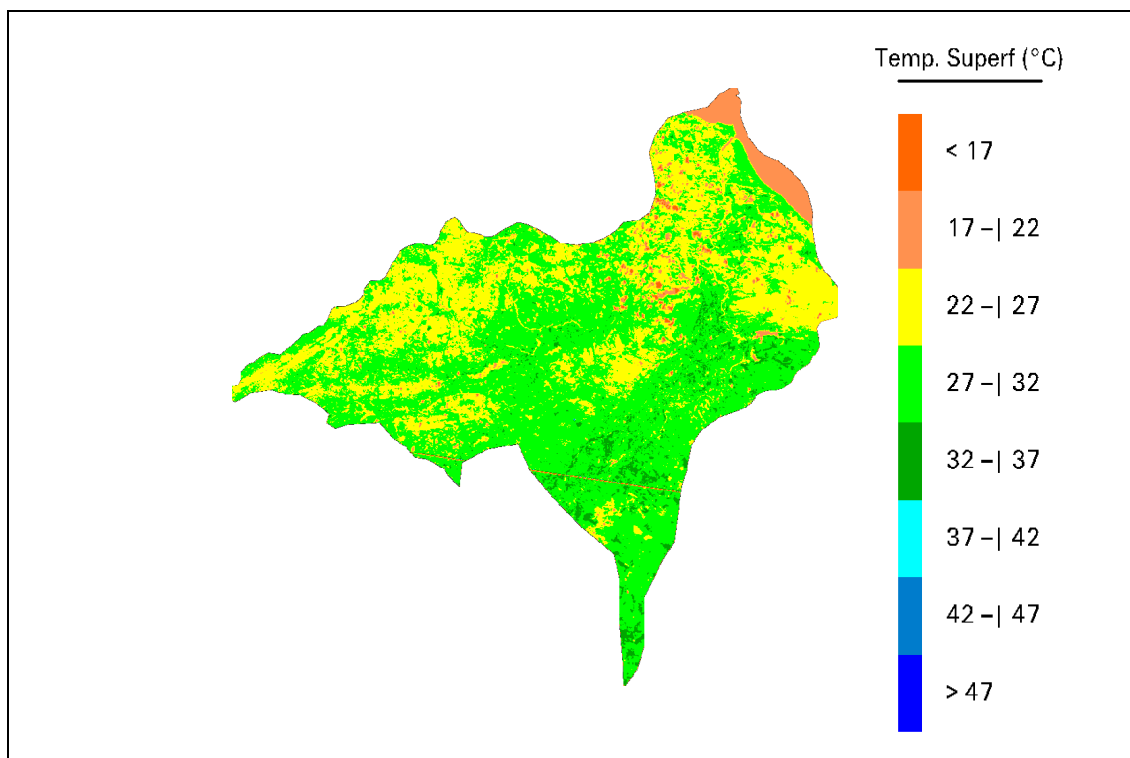 Temp. Superf (°C)
< 17
17 –| 22
22 –| 27
27 –| 32
32 –| 37
37 –| 42
42 –| 47
> 47